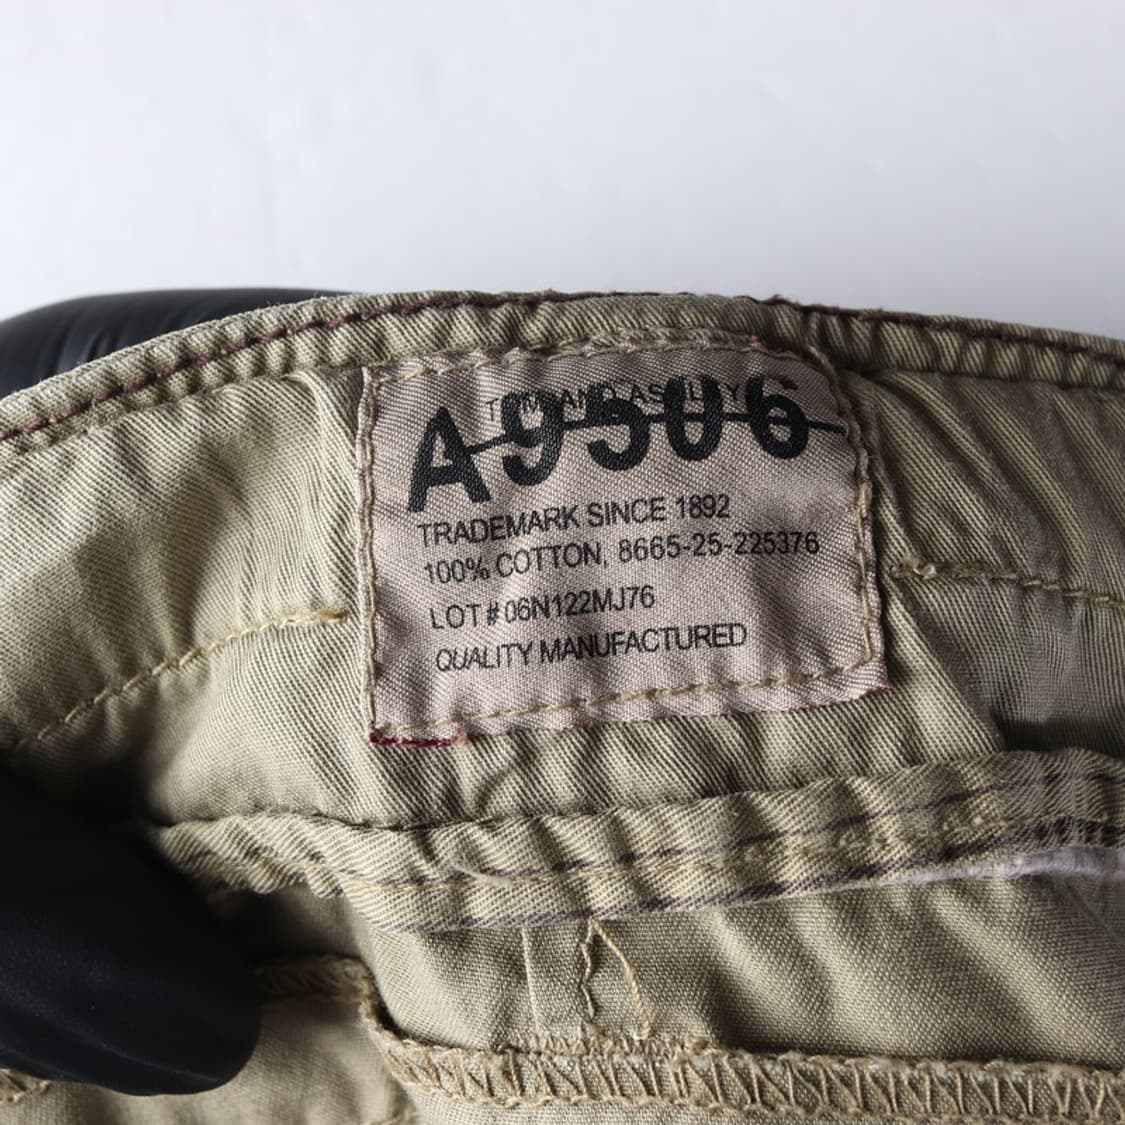 A9506
TRADEMARK SINCE 1892
100% COTTON, 8665-25-225376
LOT # 06N122MJ76
QUALITY MANUFACTURED